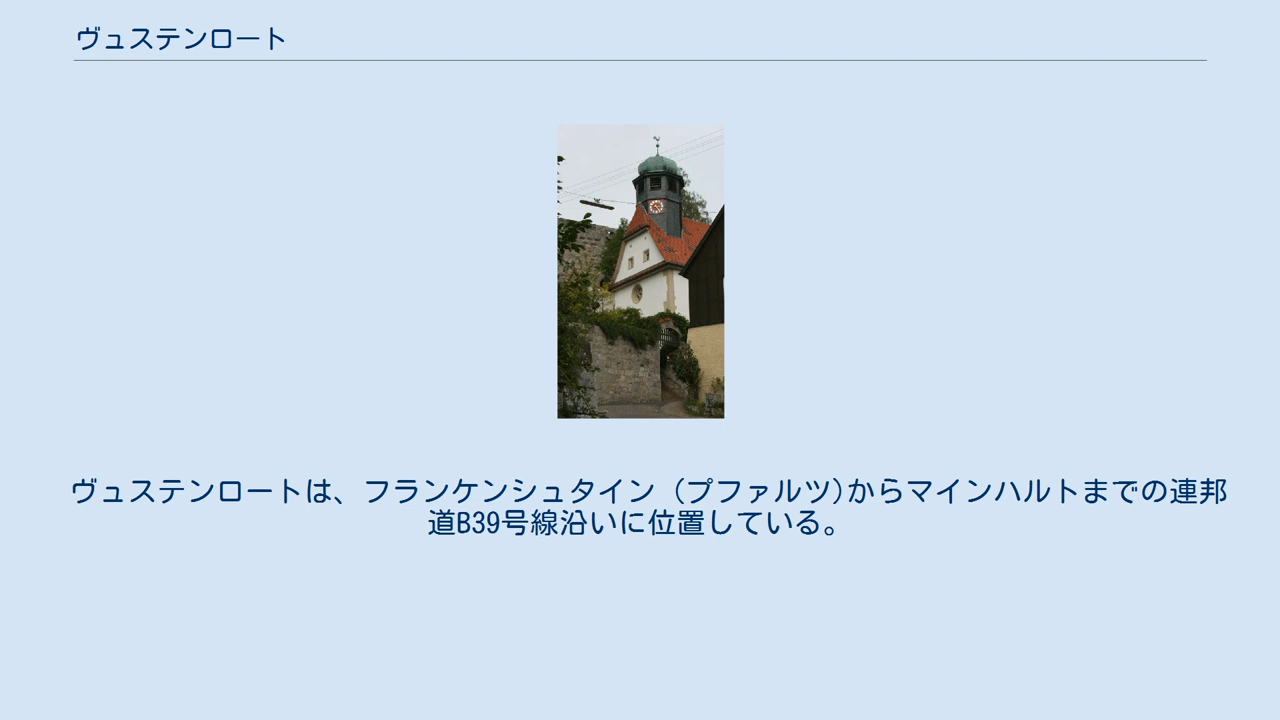 ヴュステンロート
ヴュステンロートは、フランケンシュタイン (プファルツ)からマインハルトまでの連邦
道B39号線沿いに位置している。